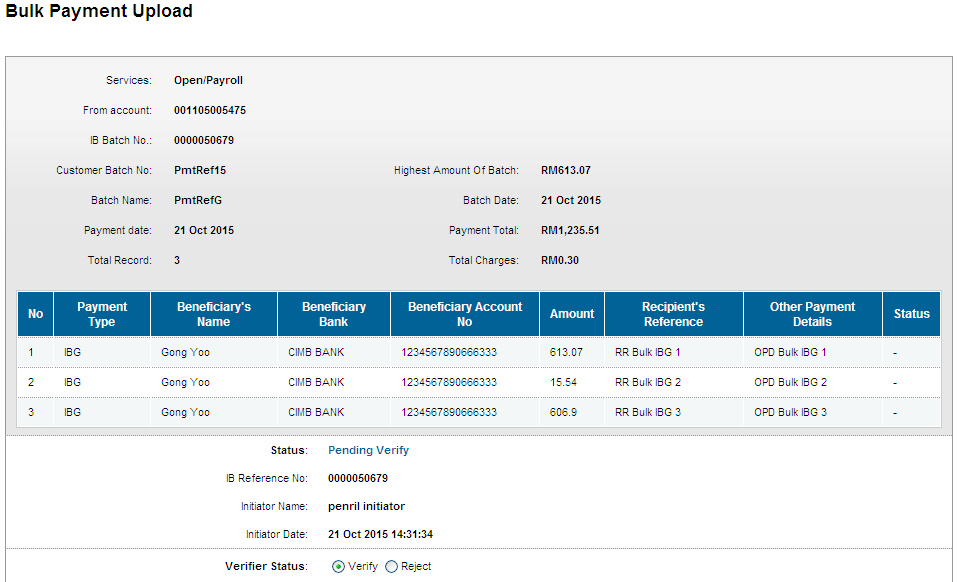 Bulk Payment Upload
Services: Open/Payroll
From account: 001105005475
IB Batch No.: 0000050679
Customer Batch No: PmtRef15 Highest Amount Of Batch: RM613.07
Batch Name: PmtRefG Batch Date: 21 Oct 2015
Payment date: 21 Oct 2015 Payment Total: RM1,235.51
Total Record: 3 Total Charges: RM0.30
No Payment Type Beneficiary's Name Beneficiary Bank Beneficiary Account No Amount Recipient's Reference Other Payment Details Status
1 IBG Gong Yoo CIMB BANK 1234567890666333 613.07 RR Bulk IBG 1 OPD Bulk IBG 1 -
2 IBG Gong Yoo CIMB BANK 1234567890666333 15.54 RR Bulk IBG 2 OPD Bulk IBG 2 -
3 IBG Gong Yoo CIMB BANK 1234567890666333 606.9 RR Bulk IBG 3 OPD Bulk IBG 3 -
Status: Pending Verify
IB Reference No: 0000050679
Initiator Name: penril initiator
Initiator Date: 21 Oct 2015 14:31:34
Verifier Status: Verify Reject